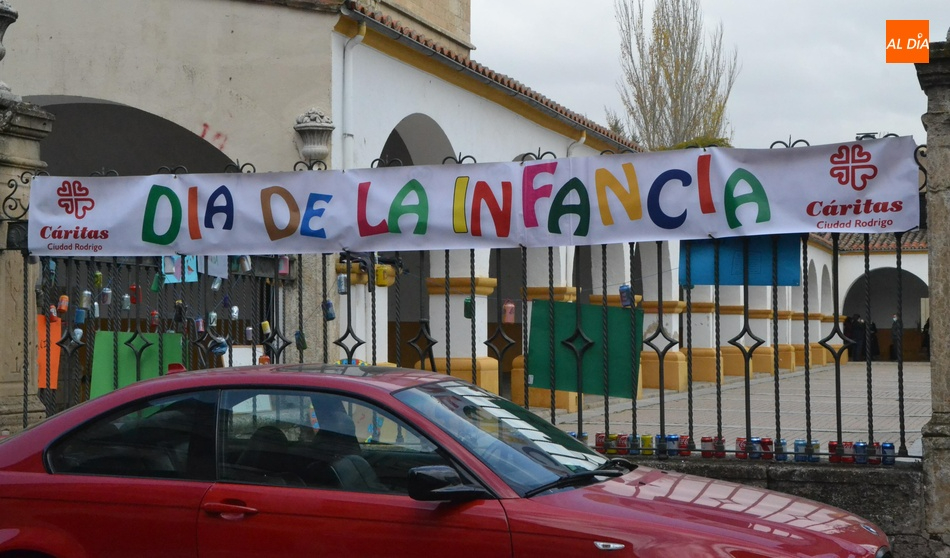 AL DÍA
Cáritas
Ciudad Rodrigo
DIA DE LA INFANCIA
Cáritas
Ciudad Rodrigo